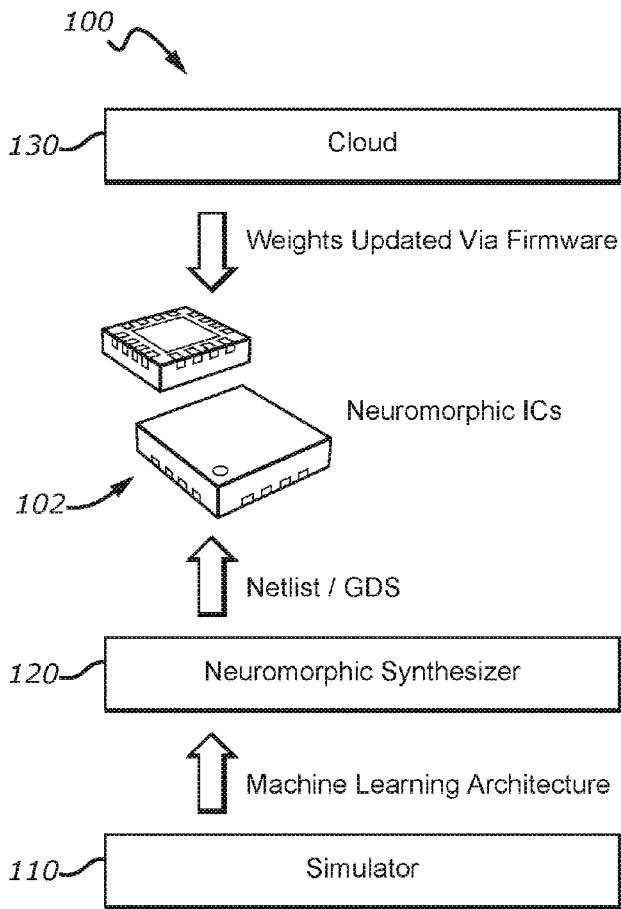 100
130
Cloud
Weights Updated Via Firmware
Neuromorphic ICs
102
Netlist / GDS
120
Neuromorphic Synthesizer
Machine Learning Architecture
110
Simulator